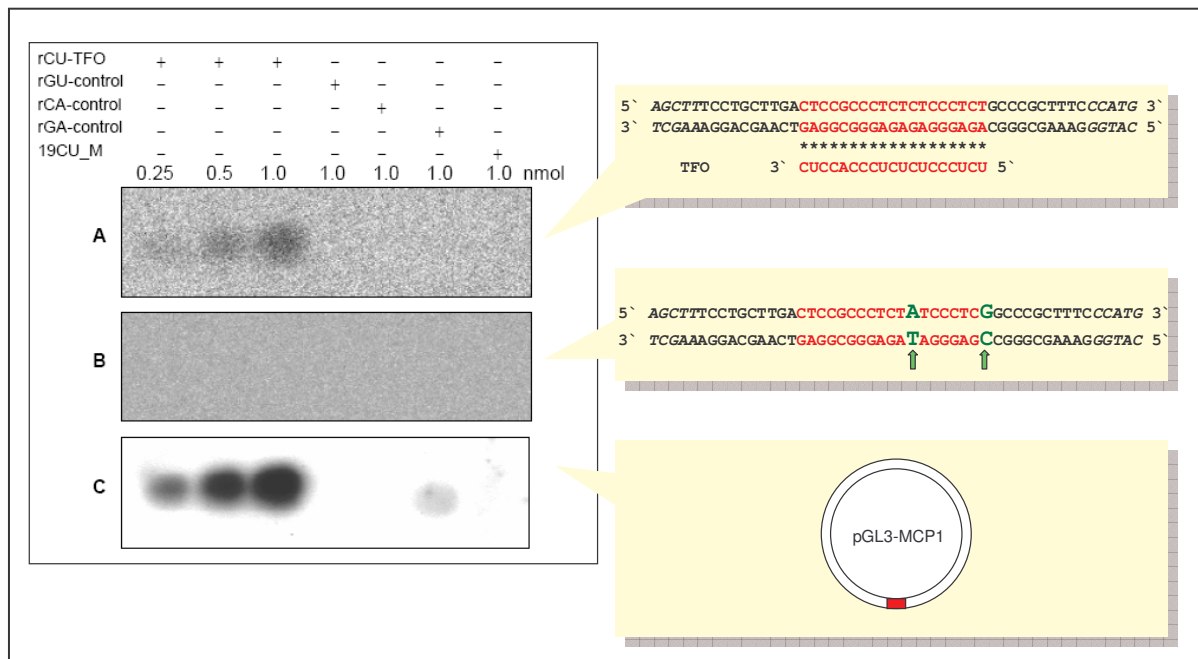 rCU-TFO + + + – – – –
rGU-control – – – + – – –
rCA-control – – – – + – –
rGA-control – – – – – + –
19CU_M – – – – – – +
0.25 0.5 1.0 1.0 1.0 1.0 1.0 nmol
A
B
C
5` AGCTTTCCTGCTTGACTCCGCCCTCTCTCCCTCTGCCCGCTTTCCCATG 3`
3` TCGAAAGGACGAACTGAGGCGGGAGAGAGGGAGACGGGCGAAAGGGTAC 5`
*******************
TFO 3` CUCCACCCUCUCUCCCUCU 5`
5` AGCTTTCCTGCTTGACTCCGCCCTCTATCCCTCGGCCCGCTTTCCCATG 3`
3` TCGAAAGGACGAACTGAGGCGGGAGATAGGGAGCCGGGCGAAAGGGTAC 5`
pGL3-MCP1